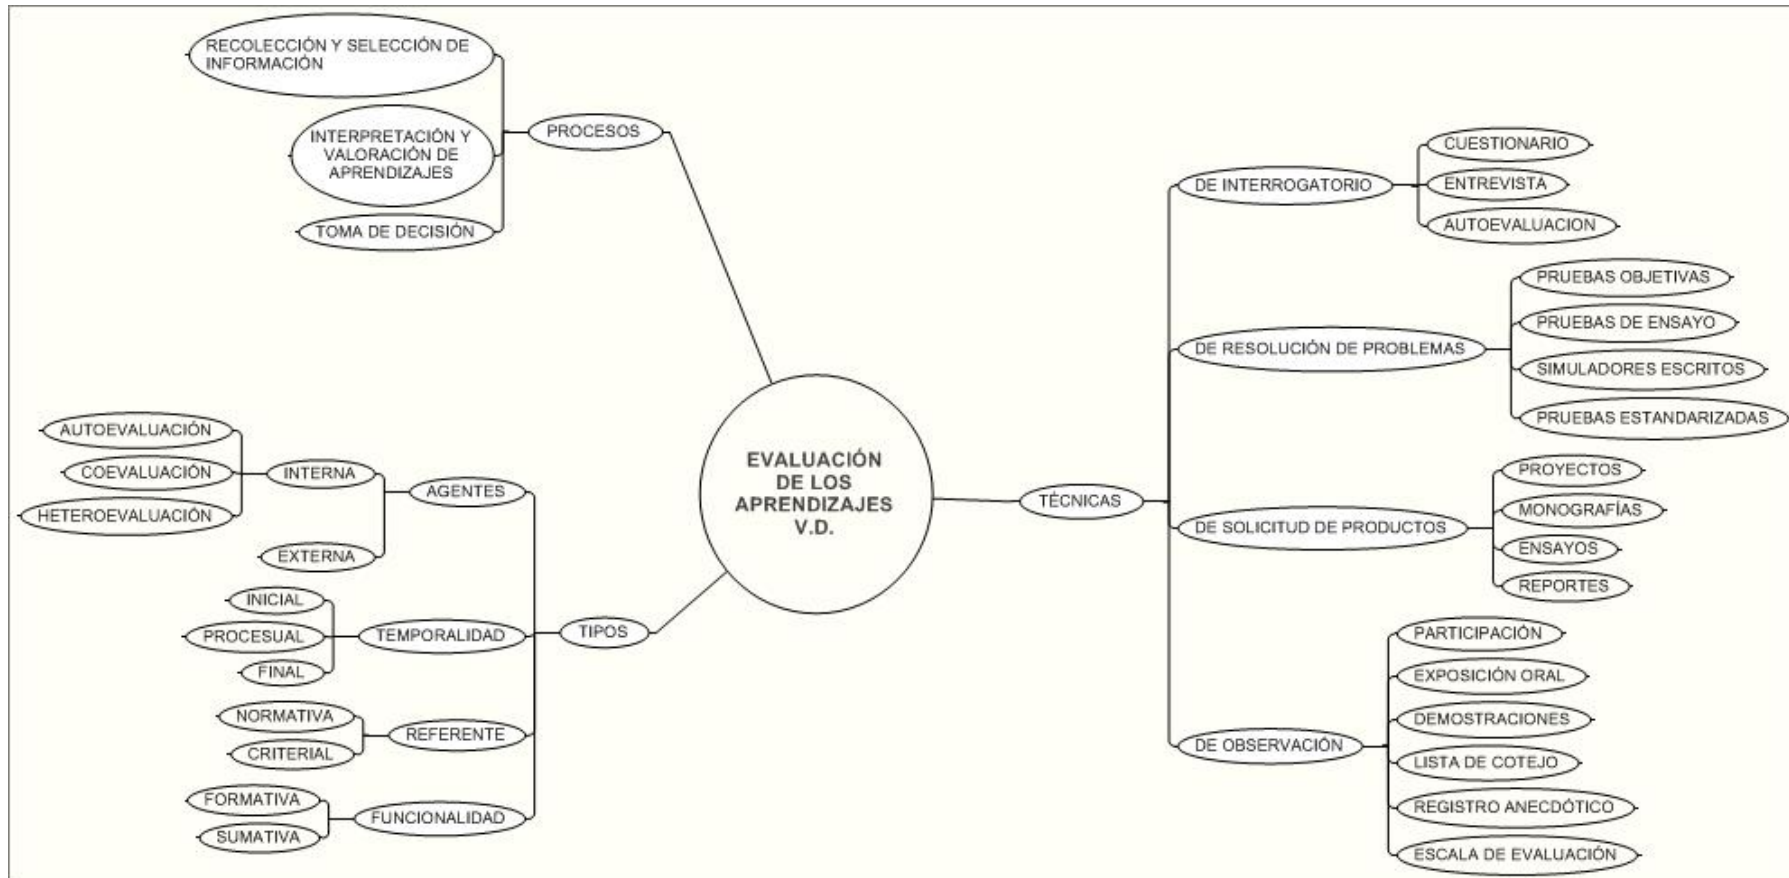 RECOLECCIÓN Y SELECCIÓN DE
INFORMACIÓN
INTERPRETACIÓN Y
VALORACIÓN DE
APRENDIZAJES
TOMA DE DECISIÓN
PROCESOS
AUTOEVALUACIÓN
COEVALUACIÓN
HETEROEVALUACIÓN
INTERNA
EXTERNA
AGENTES
INICIAL
PROCESUAL
FINAL
TEMPORALIDAD
NORMATIVA
CRITERIAL
REFERENTE
FORMATIVA
SUMATIVA
FUNCIONALIDAD
TIPOS
EVALUACIÓN
DE LOS
APRENDIZAJES
V.D.
TÉCNICAS
DE INTERROGATORIO
CUESTIONARIO
ENTREVISTA
AUTOEVALUACION
DE RESOLUCIÓN DE PROBLEMAS
PRUEBAS OBJETIVAS
PRUEBAS DE ENSAYO
SIMULADORES ESCRITOS
PRUEBAS ESTANDARIZADAS
DE SOLICITUD DE PRODUCTOS
PROYECTOS
MONOGRAFÍAS
ENSAYOS
REPORTES
DE OBSERVACIÓN
PARTICIPACIÓN
EXPOSICIÓN ORAL
DEMOSTRACIONES
LISTA DE COTEJO
REGISTRO ANECDÓTICO
ESCALA DE EVALUACIÓN